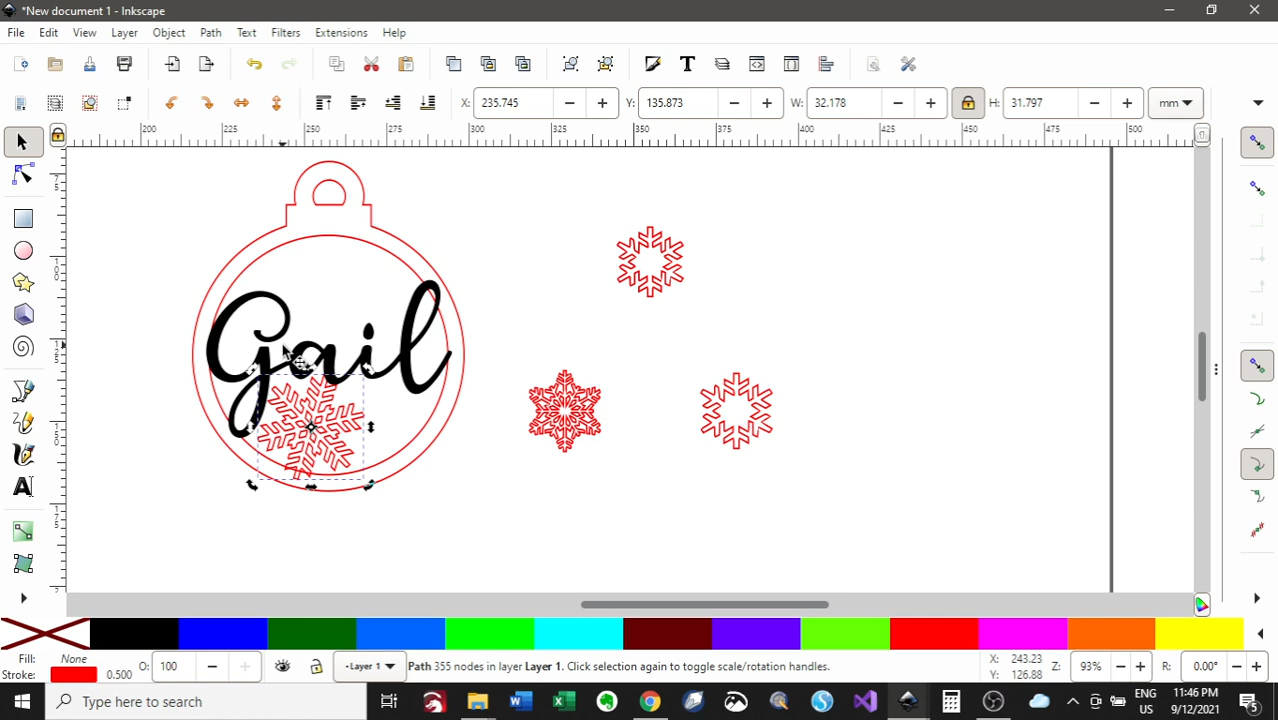 *New document 1 - Inkscape
File Edit View Layer Object Path Text Filters Extensions Help
X: 235.745 Y: 135.873 W: 32.178 H: 31.797 mm
200 225 250 275 300 325 350 375 400 425 450 475 500
Gail
Fill: None
Stroke: 0.500
O: 100
Layer 1
Path 355 nodes in layer Layer 1. Click selection again to toggle scale/rotation handles.
X: 243.23
Y: 126.88
Z: 93%
R: 0.00°
Type here to search
ENG
5
11:46 PM
9/12/2021
5